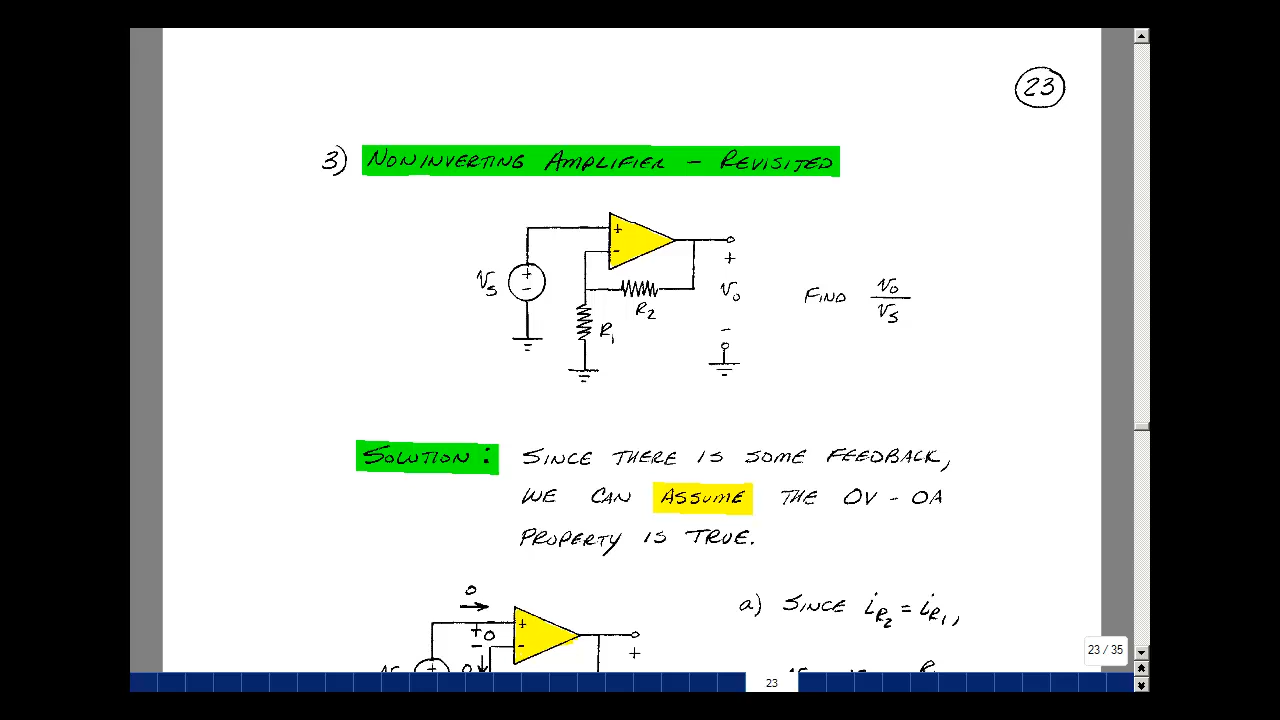 23
3) NONINVERTING AMPLIFIER - REVISITED
+
-
+
-
Vs
R2
R1
+
Vo
-
FIND Vo/Vs
SOLUTION: SINCE THERE IS SOME FEEDBACK,
WE CAN ASSUME THE OV-OA
PROPERTY IS TRUE.
0
+
0
-
0
+
-
+
a) SINCE iR2 = iR1,
23 / 35
23